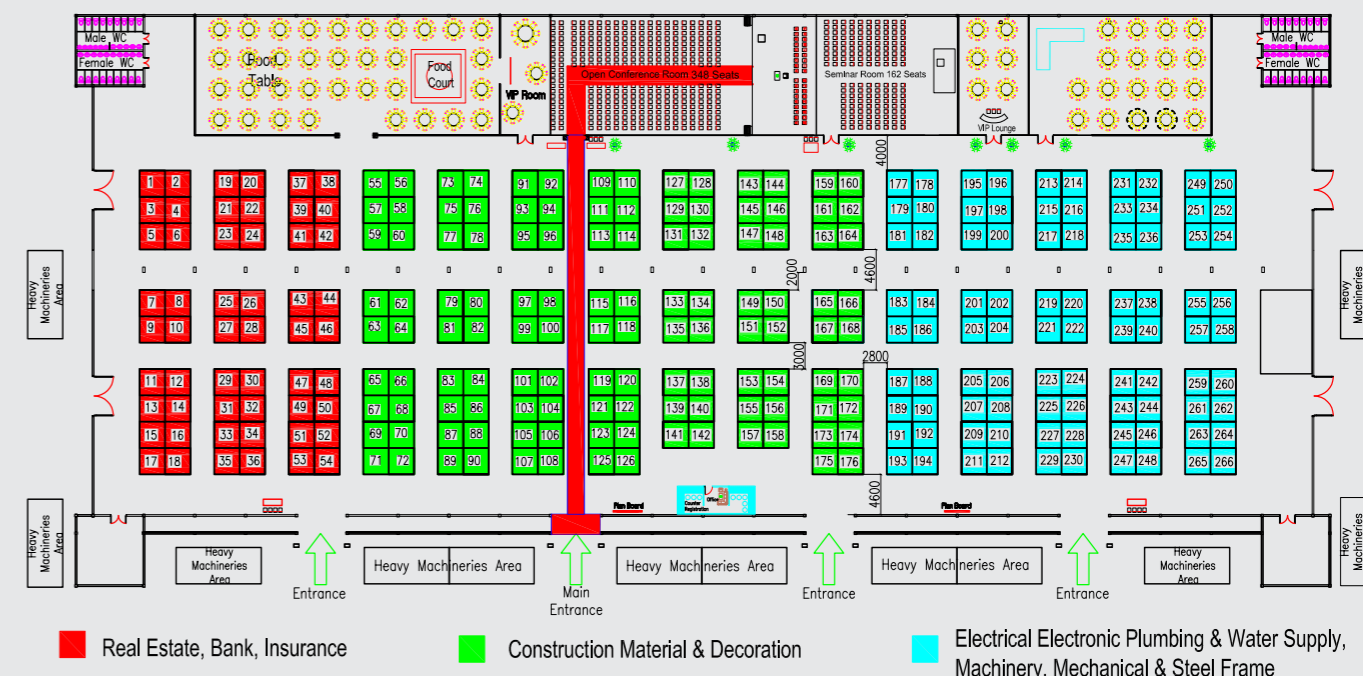 Male WC
Female WC
Food
Table
Food
Court
VIP Room
Open Conference Room 348 Seats
Seminar Room 162 Seats
VIP Lounge
Male WC
Female WC
4000
1 2 19 20 37 38 55 56 73 74 91 92 109 110 127 128 143 144 159 160 177 178 195 196 213 214 231 232 249 250
3 4 21 22 39 40 57 58 75 76 93 94 111 112 129 130 145 146 161 162 179 180 197 198 215 216 233 234 251 252
5 6 23 24 41 42 59 60 77 78 95 96 113 114 131 132 147 148 163 164 181 182 199 200 217 218 235 236 253 254
Heavy
Machineries
Area
2000
4600
Heavy
Machineries
7 8 25 26 43 44 61 62 79 80 97 98 115 116 133 134 149 150 165 166 183 184 201 202 219 220 237 238 255 256
9 10 27 28 45 46 63 64 81 82 99 100 117 118 135 136 151 152 167 168 185 186 203 204 221 222 239 240 257 258
3000
2800
11 12 29 30 47 48 65 66 83 84 101 102 119 120 137 138 153 154 169 170 187 188 205 206 223 224 241 242 259 260
13 14 31 32 49 50 67 68 85 86 103 104 121 122 139 140 155 156 171 172 189 190 207 208 225 226 243 244 261 262
15 16 33 34 51 52 69 70 87 88 105 106 123 124 141 142 157 158 173 174 191 192 209 210 227 228 245 246 263 264
17 18 35 36 53 54 71 72 89 90 107 108 125 126 175 176 193 194 211 212 229 230 247 248 265 266
4600
Heavy
Machineries
Area
Plan Board
Counter
Registration
Office
Plan Board
Heavy
Machineries
Heavy
Machineries
Area
Heavy Machineries Area
Heavy Machineries Area
Heavy Machineries Area
Heavy
Machineries
Area
Entrance
Main
Entrance
Entrance
Entrance
Real Estate, Bank, Insurance
Construction Material & Decoration
Electrical Electronic Plumbing & Water Supply,
Machinery, Mechanical & Steel Frame